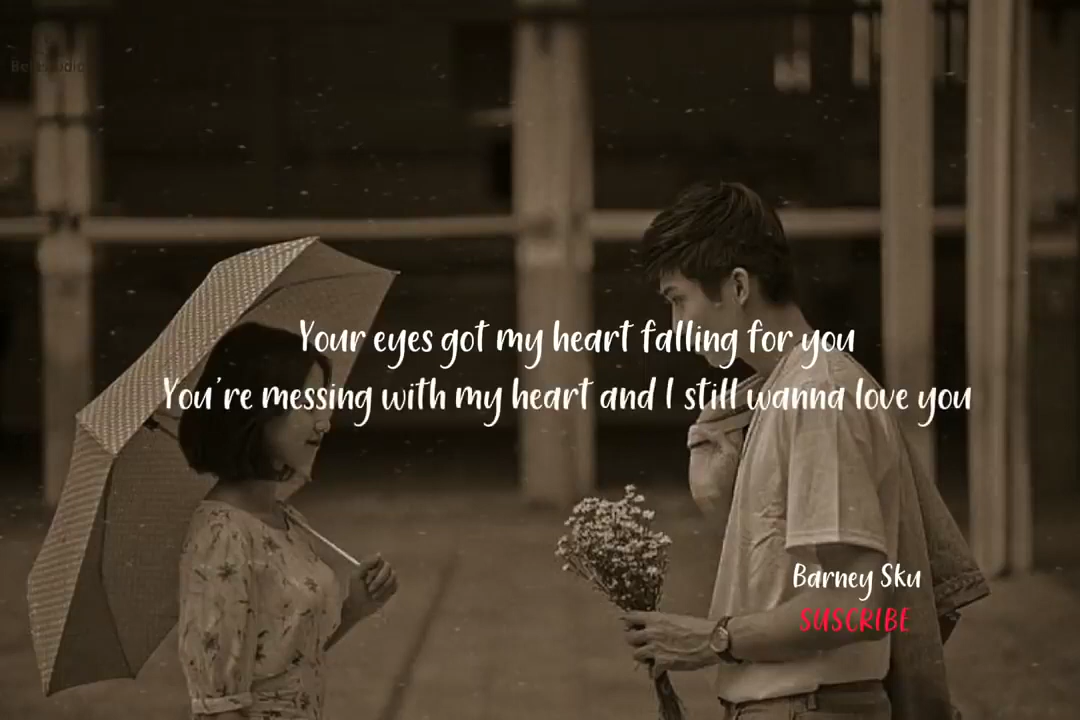 Your eyes got my heart falling for you
You're messing with my heart and I still wanna love you
Barney Sku
SUSCRIBE